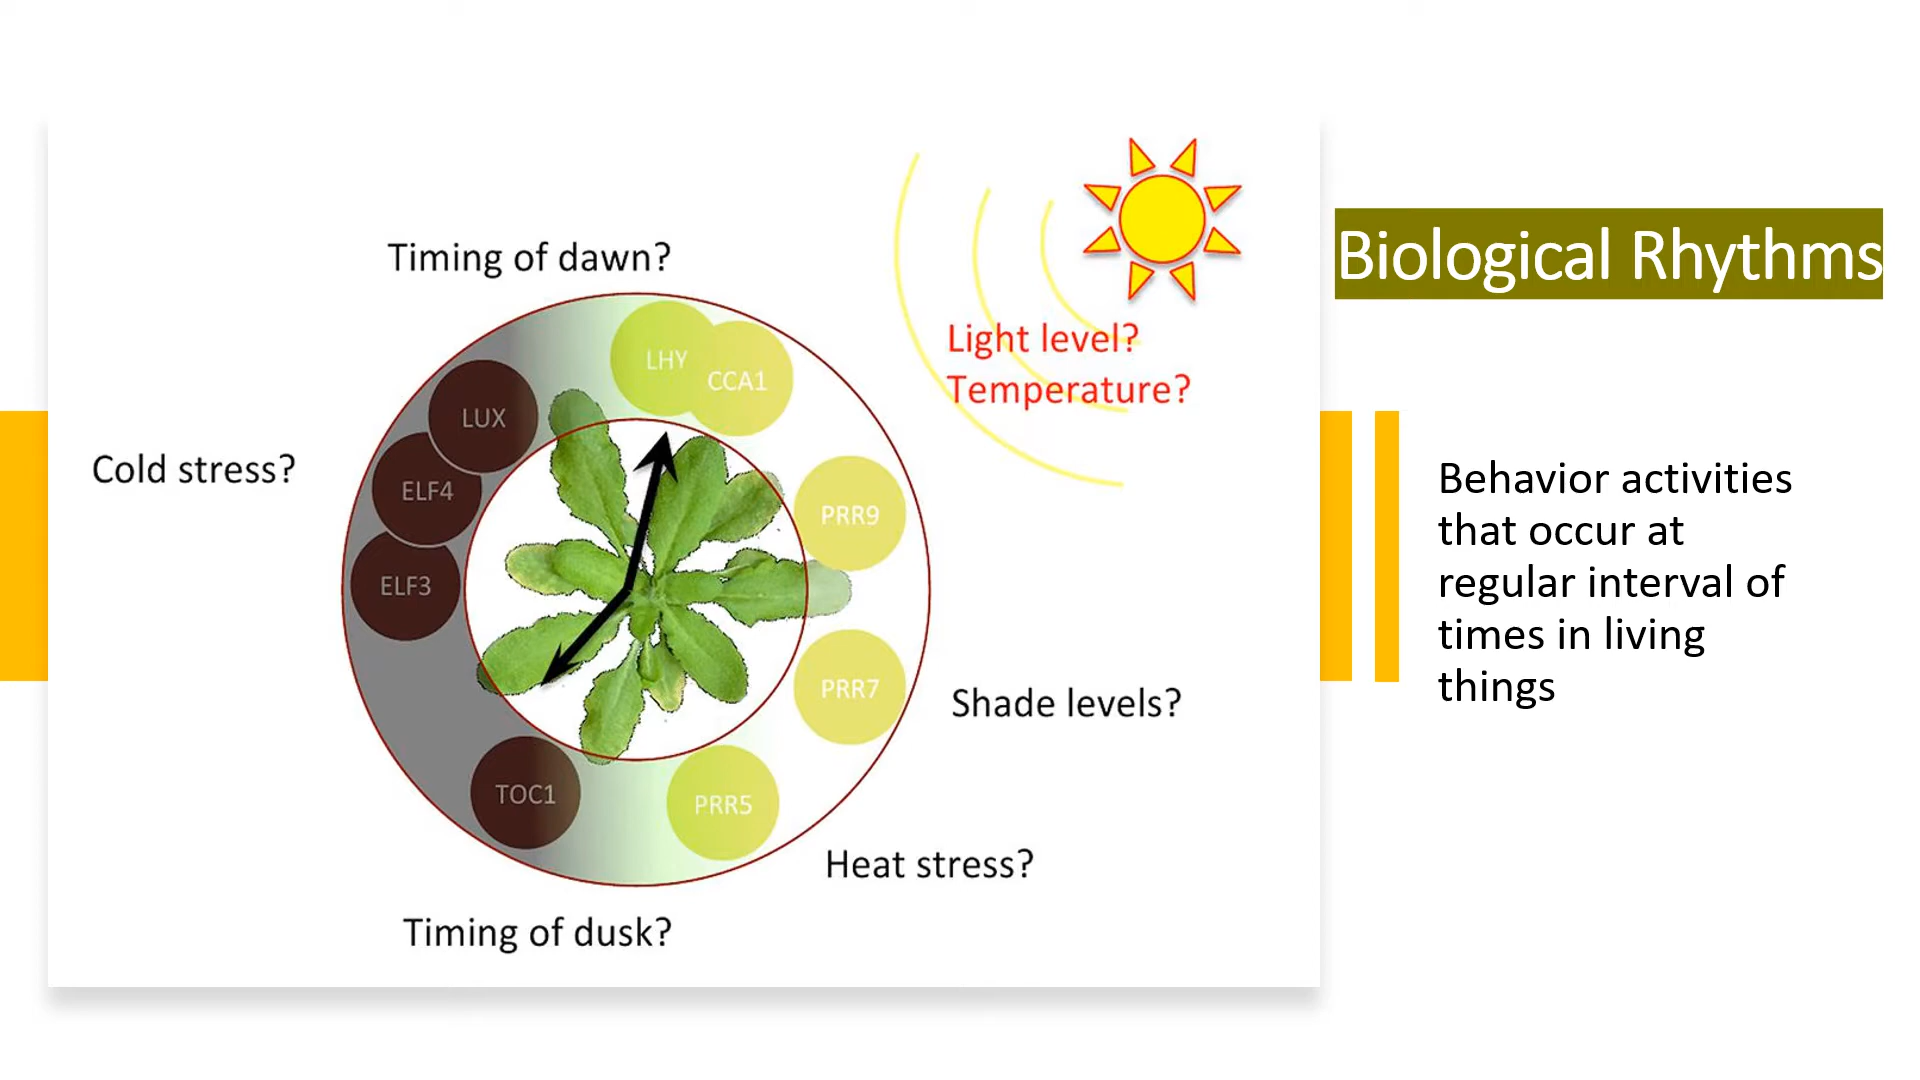 Biological Rhythms
Timing of dawn?
Light level?
Temperature?
LHY
CCA1
LUX
Cold stress?
ELF4
PRR9
ELF3
PRR7
Shade levels?
TOC1
PRR5
Heat stress?
Timing of dusk?
Behavior activities
that occur at
regular interval of
times in living
things